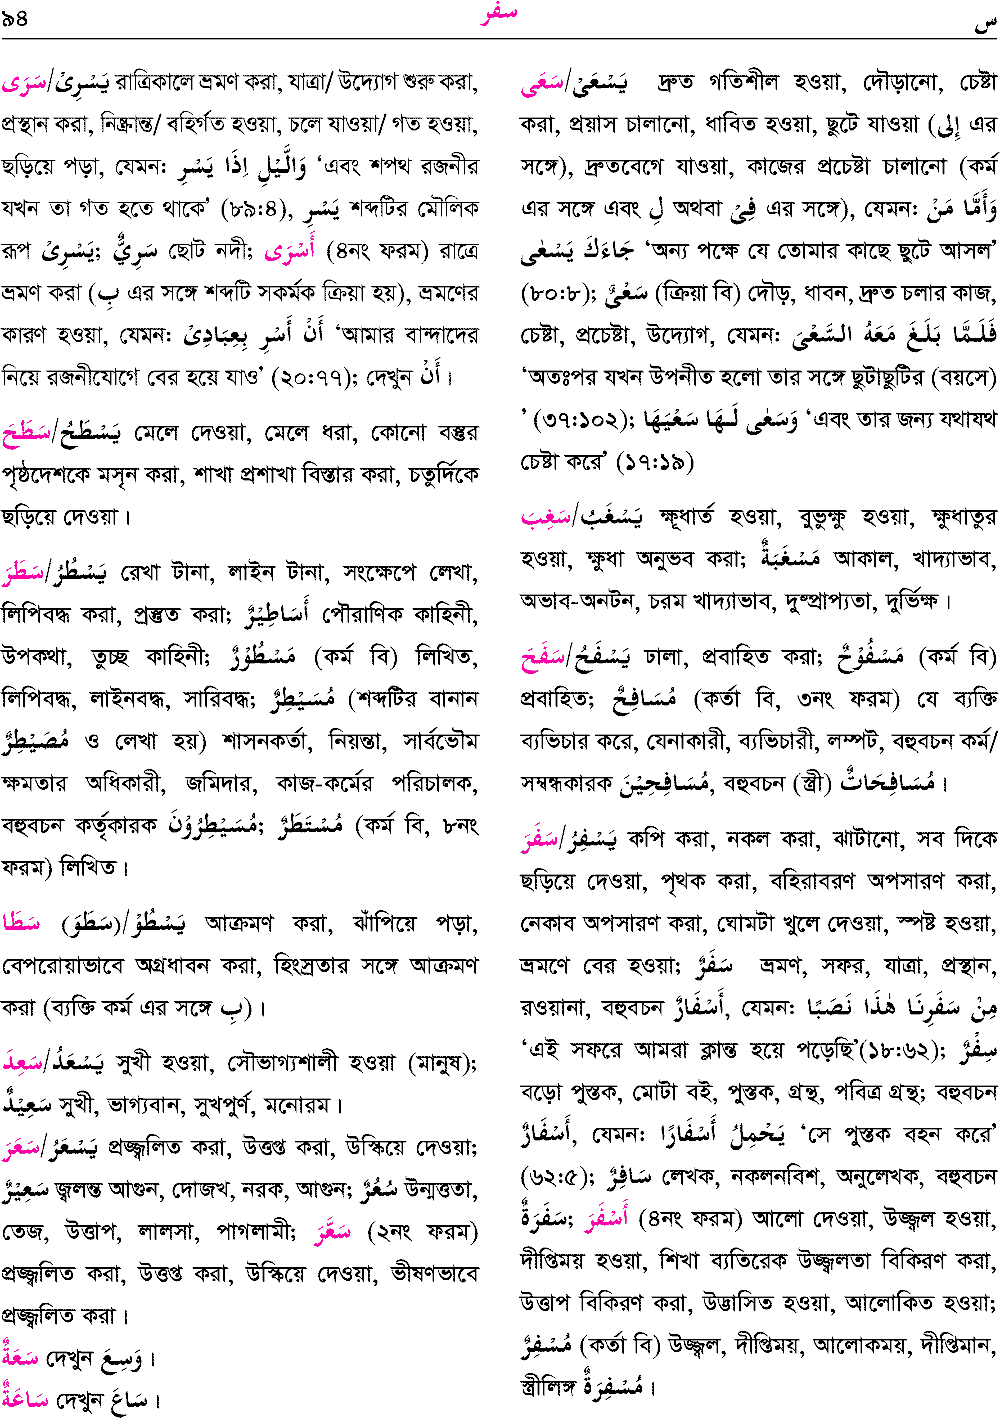 ৯৪ سفر س
سَرَى/يَسْرِىْ রাত্রিকালে ভ্রমণ করা, যাত্রা/ উদ্যোগ শুরু করা,
প্রস্থান করা, নিষ্ক্রান্ত/ বহির্গত হওয়া, চলে যাওয়া/ গত হওয়া,
ছড়িয়ে পড়া, যেমন: وَالَّيْلِ اِذَا يَسْرِ ‘এবং শপথ রজনীর
যখন তা গত হতে থাকে’ (৮৯:৪), يَسْرِ শব্দটির মৌলিক
রূপ يَسْرِىْ; سَرِيٌّ ছোট নদী; أَسْرَى (৪নং ফরম) রাত্রে
ভ্রমণ করা (بِ এর সঙ্গে শব্দটি সকর্মক ক্রিয়া হয়), ভ্রমণের
কারণ হওয়া, যেমন: أَنْ أَسْرِ بِعِبَادِىْ ‘আমার বান্দাদের
নিয়ে রজনীযোগে বের হয়ে যাও’ (২০:৭৭); দেখুন أَنْ।
سَطَحَ/يَسْطَحُ মেলে দেওয়া, মেলে ধরা, কোনো বস্তুর
পৃষ্ঠদেশকে মসৃন করা, শাখা প্রশাখা বিস্তার করা, চতুর্দিকে
ছড়িয়ে দেওয়া।
سَطَرَ/يَسْطُرُ রেখা টানা, লাইন টানা, সংক্ষেপে লেখা,
লিপিবদ্ধ করা, প্রস্তুত করা; أَسَاطِيْرُ পৌরাণিক কাহিনী,
উপকথা, তুচ্ছ কাহিনী; مَسْطُوْرٌ (কর্ম বি) লিখিত,
লিপিবদ্ধ, লাইনবদ্ধ, সারিবদ্ধ; مُسَيْطِرٌ (শব্দটির বানান
مُصَيْطِرٌ ও লেখা হয়) শাসনকর্তা, নিয়ন্তা, সার্বভৌম
ক্ষমতার অধিকারী, জমিদার, কাজ-কর্মের পরিচালক,
বহুবচন কর্তৃকারক مُسَيْطِرُوْنَ; مُسْتَطَرٌ (কর্ম বি, ৮নং
ফরম) লিখিত।
سَطَا (سَطَوَ)/يَسْطُوْ আক্রমণ করা, ঝাঁপিয়ে পড়া,
বেপরোয়াভাবে অগ্রধাবন করা, হিংস্রতার সঙ্গে আক্রমণ
করা (ব্যক্তি কর্ম এর সঙ্গে بِ)।
سَعِدَ/يَسْعَدُ সুখী হওয়া, সৌভাগ্যশালী হওয়া (মানুষ);
سَعِيْدٌ সুখী, ভাগ্যবান, সুখপুর্ণ, মনোরম।
سَعَرَ/يَسْعَرُ প্রজ্জ্বলিত করা, উত্তপ্ত করা, উস্কিয়ে দেওয়া;
سَعِيْرٌ জ্বলন্ত আগুন, দোজখ, নরক, আগুন; سُعُرٌ উন্মত্ততা,
তেজ, উত্তাপ, লালসা, পাগলামী; سَعَّرَ (২নং ফরম)
প্রজ্জ্বলিত করা, উত্তপ্ত করা, উস্কিয়ে দেওয়া, ভীষণভাবে
প্রজ্জ্বলিত করা।
سَعَةٌ দেখুন وَسِعَ।
سَاعَةٌ দেখুন سَاعَ।
سَعَى/يَسْعَىْ দ্রুত গতিশীল হওয়া, দৌড়ানো, চেষ্টা
করা, প্রয়াস চালানো, ধাবিত হওয়া, ছুটে যাওয়া (إِلى এর
সঙ্গে), দ্রুতবেগে যাওয়া, কাজের প্রচেষ্টা চালানো (কর্ম
এর সঙ্গে এবং لِ অথবা فِىْ এর সঙ্গে), যেমন: وَأَمَّا مَنْ
جَاءَكَ يَسْعٰى ‘অন্য পক্ষে যে তোমার কাছে ছুটে আসল’
(৮০:৮); سَعْىٌ (ক্রিয়া বি) দৌড়, ধাবন, দ্রুত চলার কাজ,
চেষ্টা, প্রচেষ্টা, উদ্যোগ, যেমন: فَلَمَّا بَلَغَ مَعَهُ السَّعْىَ
‘অতঃপর যখন উপনীত হলো তার সঙ্গে ছুটাছুটির (বয়সে)
’ (৩৭:১০২); وَسَعٰى لَهَا سَعْيَهَا ‘এবং তার জন্য যথাযথ
চেষ্টা করে’ (১৭:১৯)
سَغِبَ/يَسْغَبُ ক্ষূধার্ত হওয়া, বুভুক্ষু হওয়া, ক্ষুধাতুর
হওয়া, ক্ষুধা অনুভব করা; مَسْغَبَةٌ আকাল, খাদ্যাভাব,
অভাব-অনটন, চরম খাদ্যাভাব, দুষ্প্রাপ্যতা, দুর্ভিক্ষ।
سَفَحَ/يَسْفَحُ ঢালা, প্রবাহিত করা; مَسْفُوْحٌ (কর্ম বি)
প্রবাহিত; مُسَافِحٌ (কর্তা বি, ৩নং ফরম) যে ব্যক্তি
ব্যভিচার করে, যেনাকারী, ব্যভিচারী, লম্পট, বহুবচন কর্ম/
সম্বন্ধকারক مُسَافِحِيْنَ, বহুবচন (স্ত্রী) مُسَافِحَاتٌ।
سَفَرَ/يَسْفِرُ কপি করা, নকল করা, ঝাটানো, সব দিকে
ছড়িয়ে দেওয়া, পৃথক করা, বহিরাবরণ অপসারণ করা,
নেকাব অপসারণ করা, ঘোমটা খুলে দেওয়া, স্পষ্ট হওয়া,
ভ্রমণে বের হওয়া; سَفَرٌ ভ্রমণ, সফর, যাত্রা, প্রস্থান,
রওয়ানা, বহুবচন أَسْفَارٌ, যেমন: مِنْ سَفَرِنَا هٰذَا نَصَبًا
‘এই সফরে আমরা ক্লান্ত হয়ে পড়েছি’(১৮:৬২); سِفْرٌ
বড়ো পুস্তক, মোটা বই, পুস্তক, গ্রন্থ, পবিত্র গ্রন্থ; বহুবচন
أَسْفَارٌ, যেমন: يَحْمِلُ أَسْفَارًا ‘সে পুস্তক বহন করে’
(৬২:৫); سَافِرٌ লেখক, নকলনবিশ, অনুলেখক, বহুবচন
سَفَرَةٌ; أَسْفَرَ (৪নং ফরম) আলো দেওয়া, উজ্জ্বল হওয়া,
দীপ্তিময় হওয়া, শিখা ব্যতিরেক উজ্জ্বলতা বিকিরণ করা,
উত্তাপ বিকিরণ করা, উদ্ভাসিত হওয়া, আলোকিত হওয়া;
مُسْفِرٌ (কর্তা বি) উজ্জ্বল, দীপ্তিময়, আলোকময়, দীপ্তিমান,
স্ত্রীলিঙ্গ مُسْفِرَةٌ।